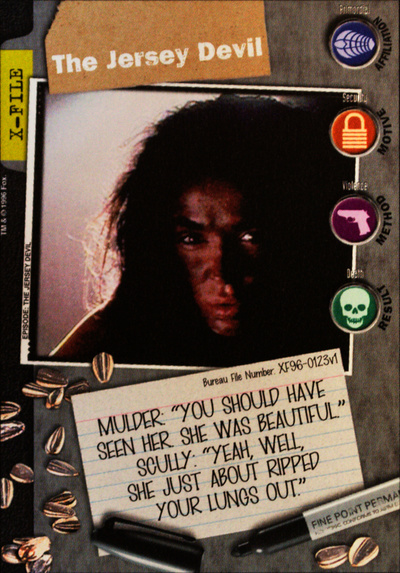 The Jersey Devil
X-FILE
Primordial
AFFILIATION
Security
MOTIVE
Violence
METHOD
Death
RESULT
TM & © 1996 Fox.
EPISODE: THE JERSEY DEVIL
Bureau File Number: XF96-0123v1
MULDER: "YOU SHOULD HAVE
SEEN HER. SHE WAS BEAUTIFUL."
SCULLY: "YEAH, WELL,
SHE JUST ABOUT RIPPED
YOUR LUNGS OUT."
FINE POINT PERMA